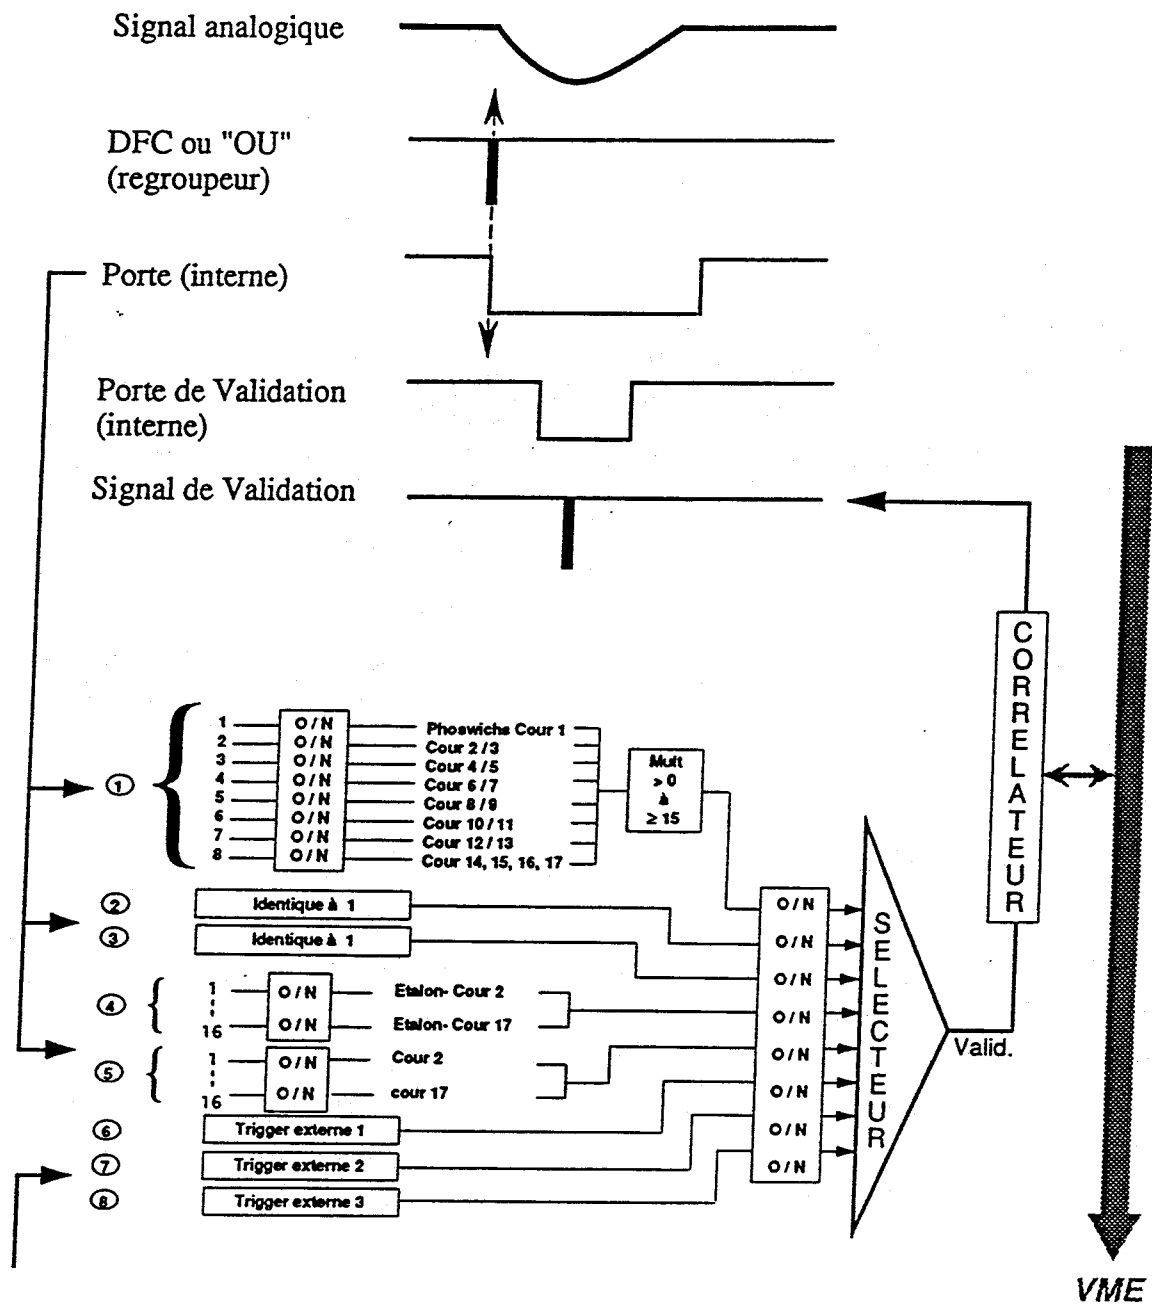 Signal analogique
DFC ou "OU"
(regroupeur)
Porte (interne)
Porte de Validation
(interne)
Signal de Validation
CORRELATEUR
① 1 O/N Phoswichs Cour 1
2 O/N Cour 2/3
3 O/N Cour 4/5
4 O/N Cour 6/7
5 O/N Cour 8/9
6 O/N Cour 10/11
7 O/N Cour 12/13
8 O/N Cour 14, 15, 16, 17
Mult
> 0
à
≥ 15
② Identique à 1
③ Identique à 1
④ 1 O/N Etalon- Cour 2
16 O/N Etalon- Cour 17
⑤ 1 O/N Cour 2
16 O/N cour 17
⑥ Trigger externe 1
⑦ Trigger externe 2
⑧ Trigger externe 3
O/N
O/N
O/N
O/N
O/N
O/N
O/N
O/N
SELECTEUR
Valid.
VME